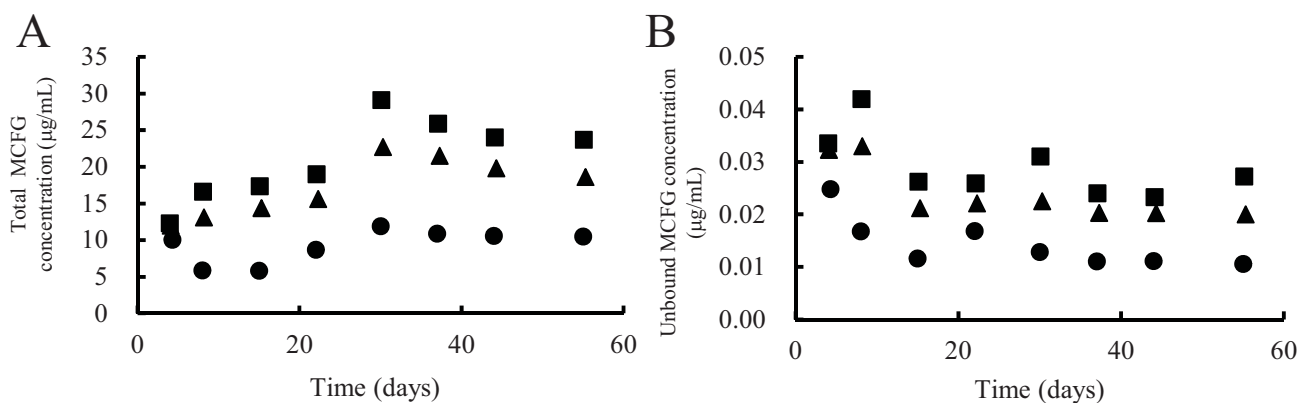 A
Total MCFG
concentration (µg/mL)
35
30
25
20
15
10
5
0
0 20 40 60
Time (days)
B
Unbound MCFG concentration
(µg/mL)
0.05
0.04
0.03
0.02
0.01
0.00
0 20 40 60
Time (days)